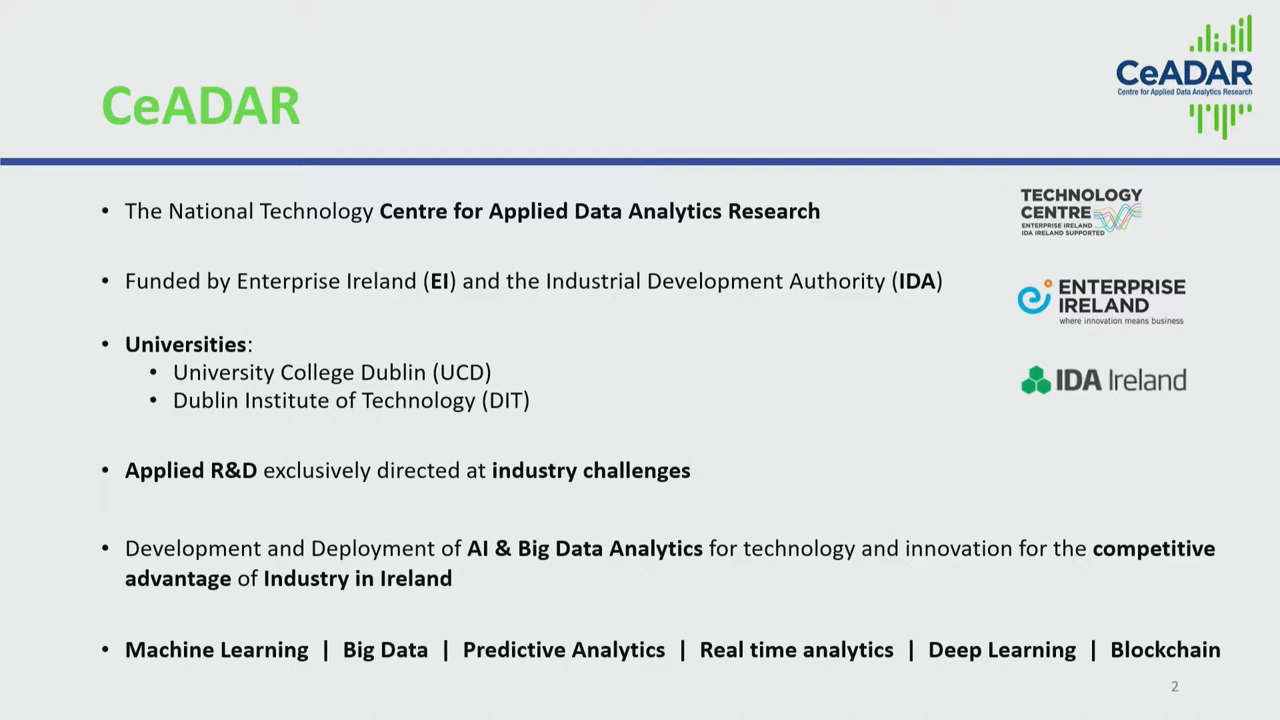 CeADAR
CeADAR
Centre for Applied Data Analytics Research
• The National Technology Centre for Applied Data Analytics Research
TECHNOLOGY
CENTRE
ENTERPRISE IRELAND
IDA IRELAND SUPPORTED
• Funded by Enterprise Ireland (EI) and the Industrial Development Authority (IDA)
ENTERPRISE
IRELAND
where innovation means business
• Universities:
• University College Dublin (UCD)
• Dublin Institute of Technology (DIT)
IDA Ireland
• Applied R&D exclusively directed at industry challenges
• Development and Deployment of AI & Big Data Analytics for technology and innovation for the competitive
advantage of Industry in Ireland
• Machine Learning | Big Data | Predictive Analytics | Real time analytics | Deep Learning | Blockchain
2